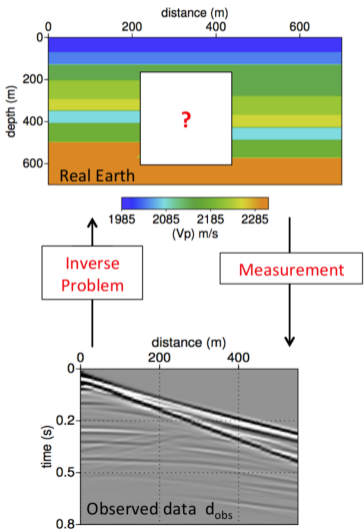 distance (m)
0 200 400 600
0
200
400
600
depth (m)
?
Real Earth
1985 2085 2185 2285
(Vp) m/s
Inverse
Problem
Measurement
distance (m)
0 200 400
0
0.2
0.5
0.8
time (s)
Observed data dobs